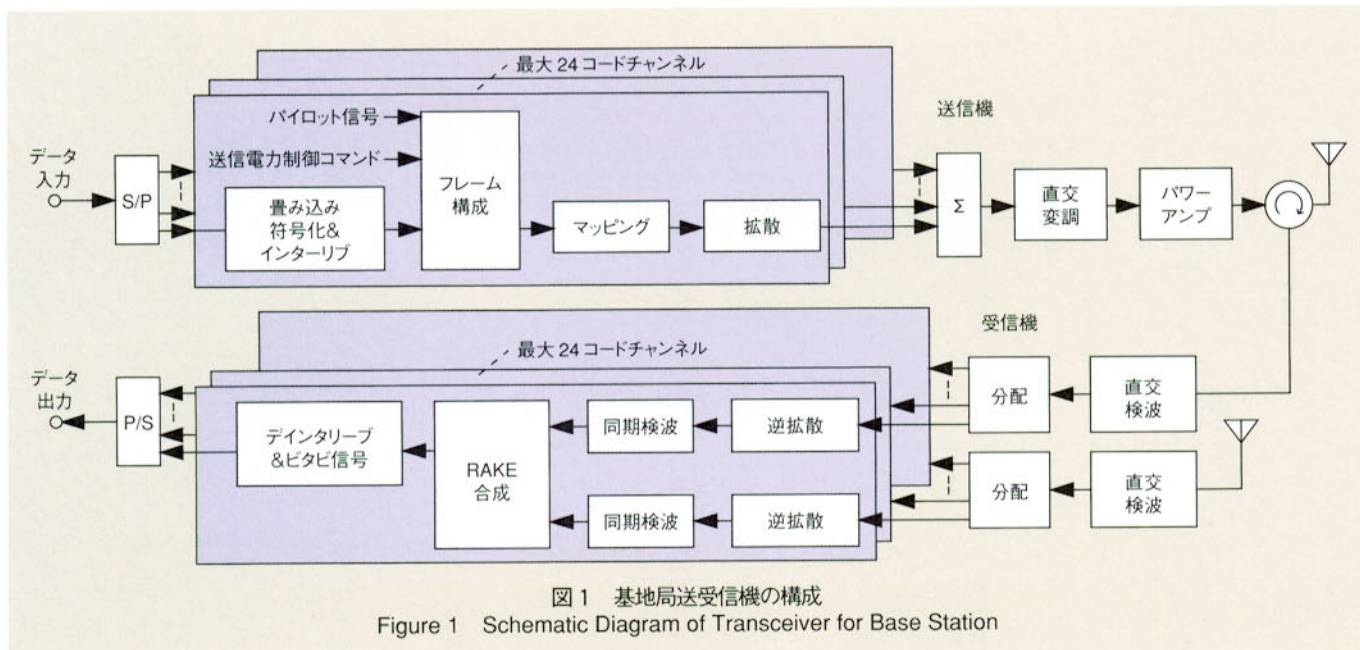 最大24コードチャンネル
送信機
パイロット信号
データ
入力
S/P
送信電力制御コマンド
フレーム
構成
畳み込み
符号化&
インターリブ
マッピング
拡散
Σ
直交
変調
パワー
アンプ
受信機
最大24コードチャンネル
データ
出力
P/S
デインタリーブ
&ビタビ信号
RAKE
合成
同期検波
逆拡散
分配
直交
検波
同期検波
逆拡散
分配
直交
検波
図1 基地局送受信機の構成
Figure 1 Schematic Diagram of Transceiver for Base Station